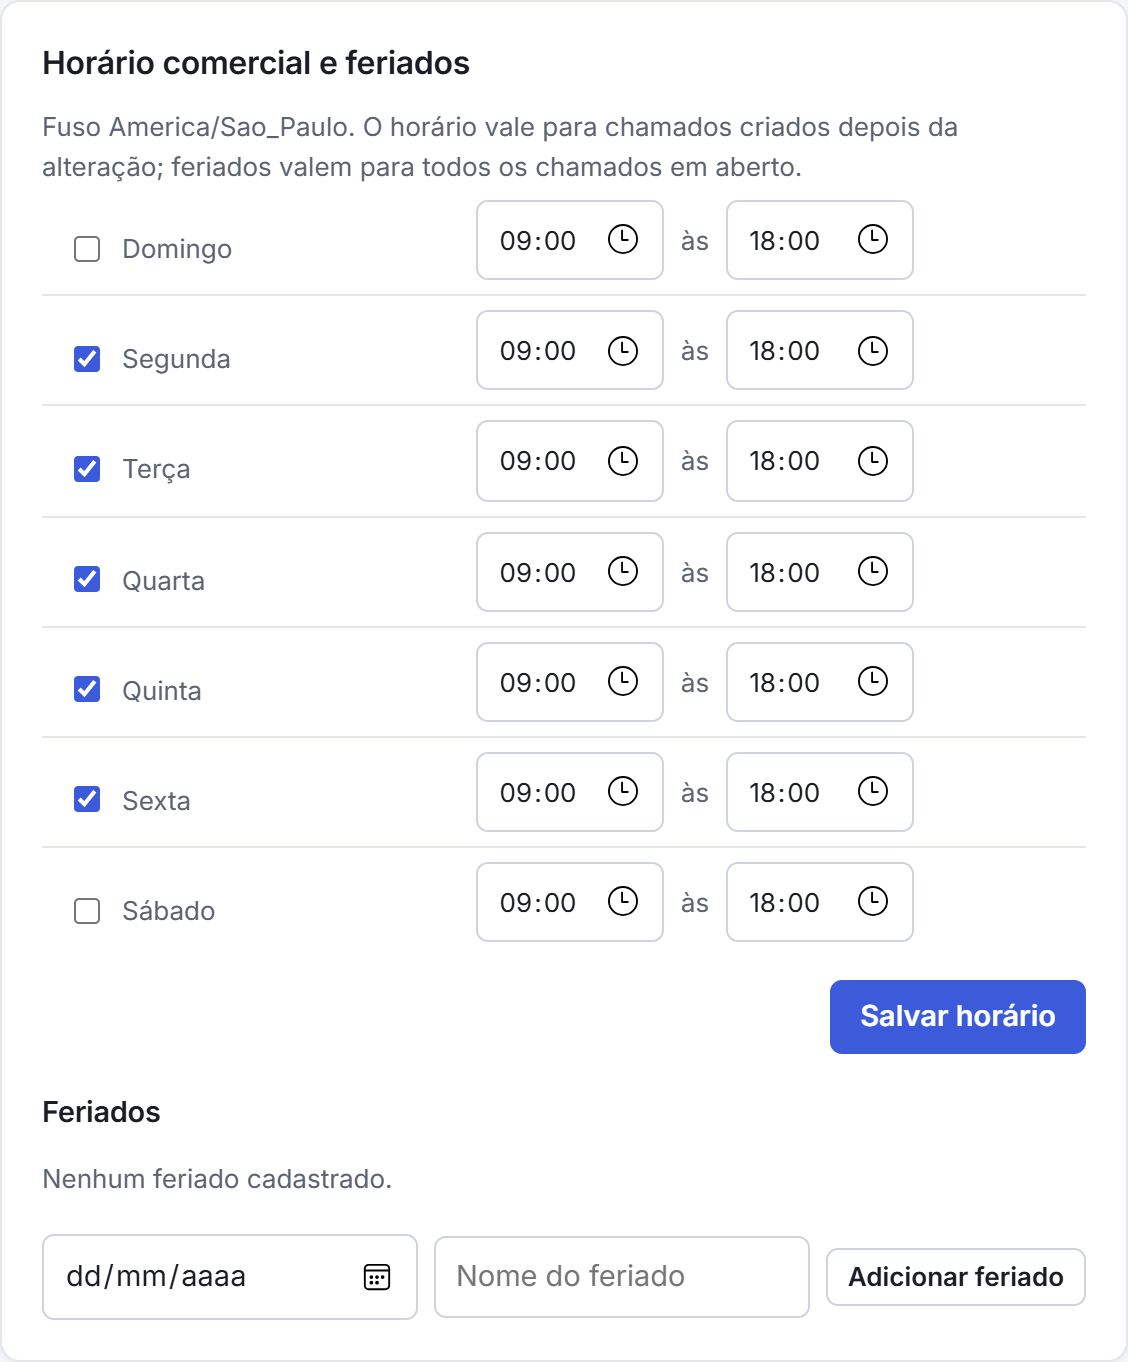 Horário comercial e feriados
Fuso America/Sao_Paulo. O horário vale para chamados criados depois da
alteração; feriados valem para todos os chamados em aberto.
Domingo 09:00 às 18:00
Segunda 09:00 às 18:00
Terça 09:00 às 18:00
Quarta 09:00 às 18:00
Quinta 09:00 às 18:00
Sexta 09:00 às 18:00
Sábado 09:00 às 18:00
Salvar horário
Feriados
Nenhum feriado cadastrado.
dd/mm/aaaa Nome do feriado Adicionar feriado